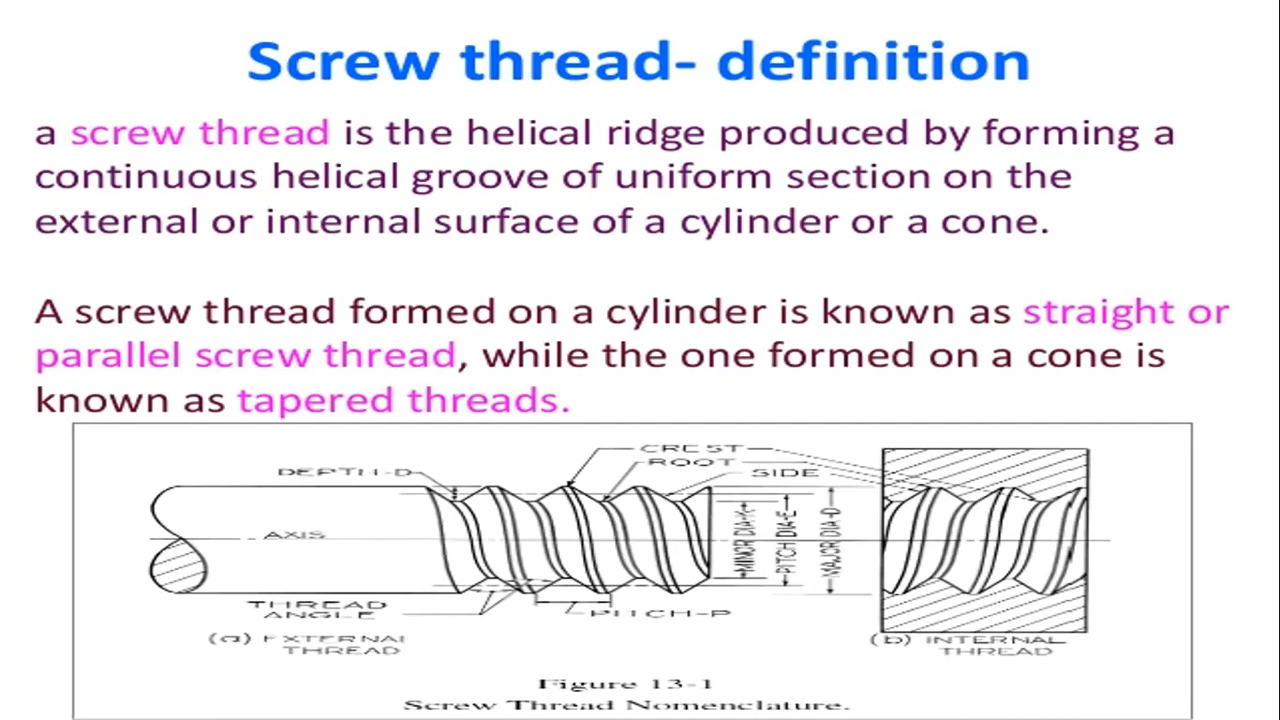 Screw thread- definition
a screw thread is the helical ridge produced by forming a
continuous helical groove of uniform section on the
external or internal surface of a cylinder or a cone.
A screw thread formed on a cylinder is known as straight or
parallel screw thread, while the one formed on a cone is
known as tapered threads.
CREST
ROOT
DEPTH-D
SIDE
AXIS
MINOR DIA-K
PITCH DIA-E
MAJOR DIA-D
THREAD
ANGLE
PITCH-P
(a) EXTERNAL
THREAD
(b) INTERNAL
THREAD
Figure 13-1
Screw Thread Nomenclature.